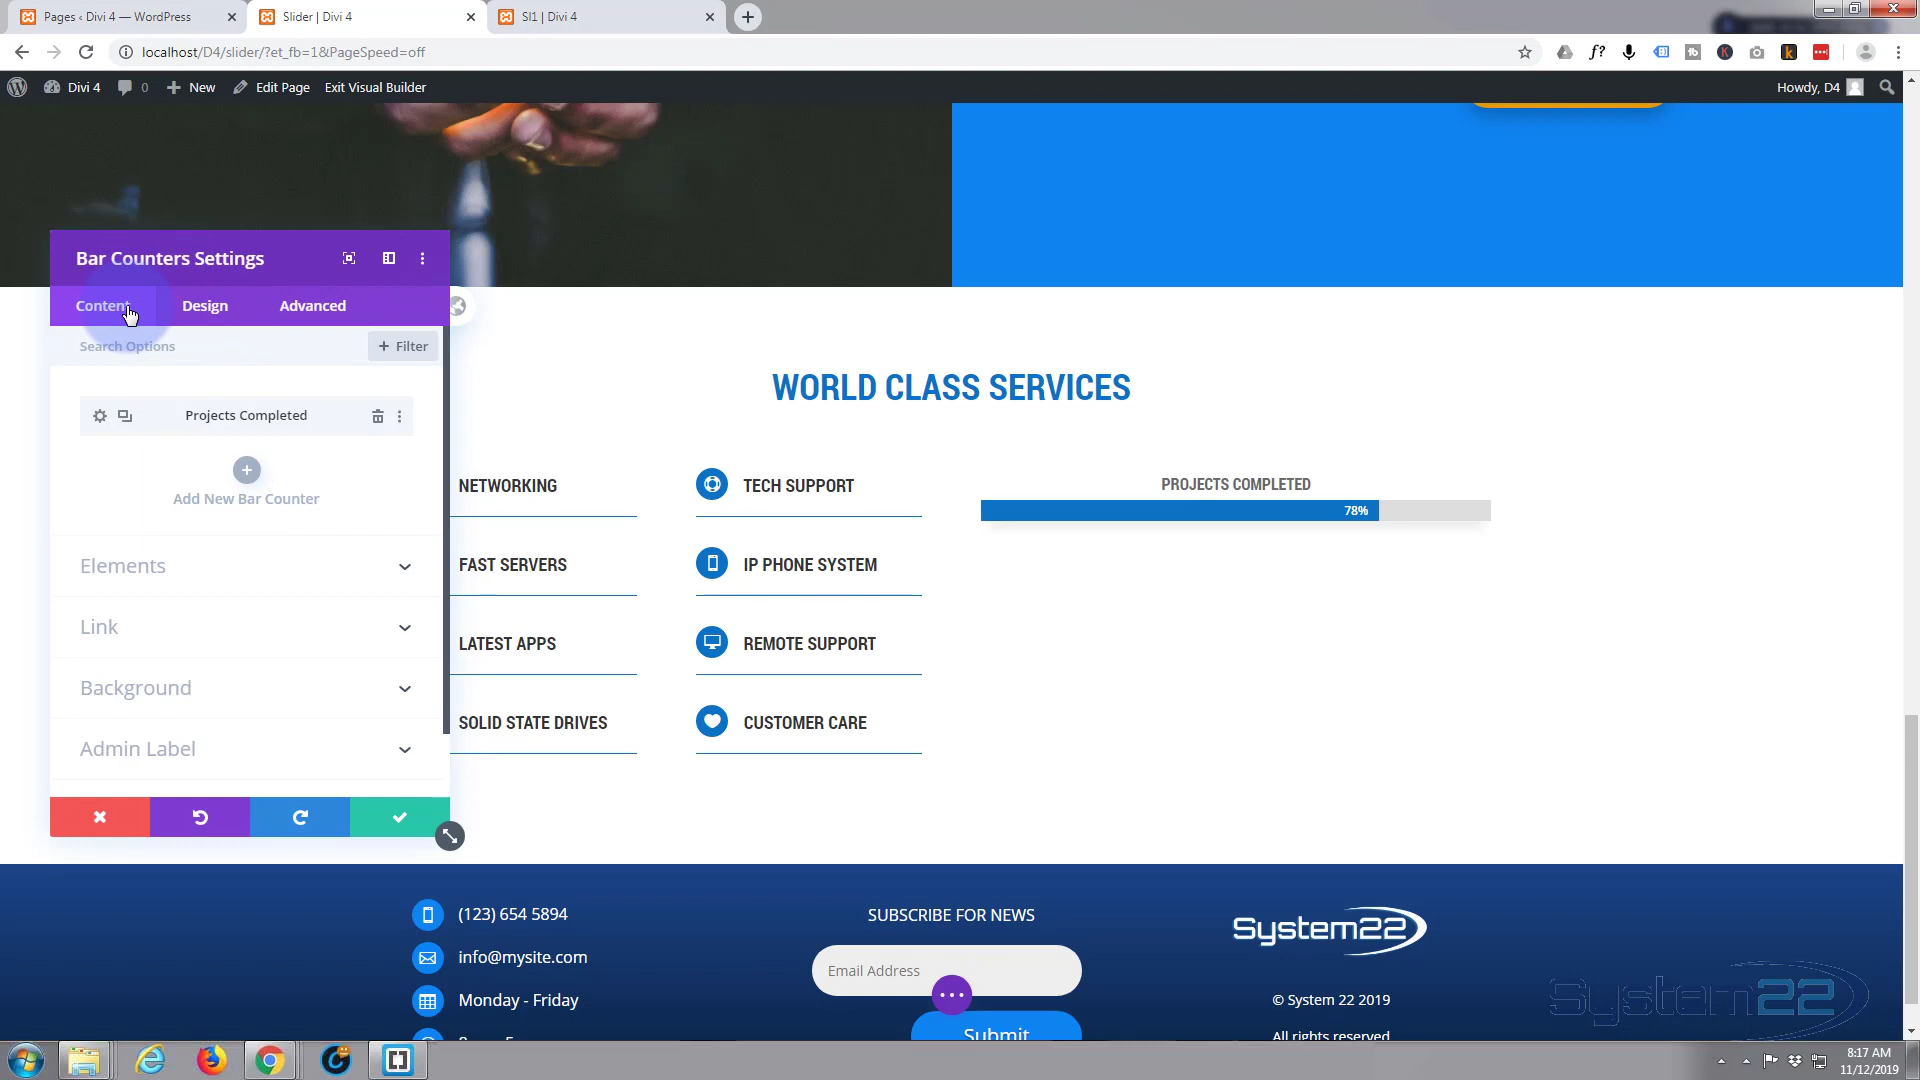 Pages ‹ Divi 4 — WordPress
Slider | Divi 4
Sl1 | Divi 4
localhost/D4/slider/?et_fb=1&PageSpeed=off
Divi 4
0
New
Edit Page
Exit Visual Builder
Howdy, D4
Bar Counters Settings
Content
Design
Advanced
Search Options
+ Filter
Projects Completed
Add New Bar Counter
Elements
Link
Background
Admin Label
WORLD CLASS SERVICES
NETWORKING
FAST SERVERS
LATEST APPS
SOLID STATE DRIVES
TECH SUPPORT
IP PHONE SYSTEM
REMOTE SUPPORT
CUSTOMER CARE
PROJECTS COMPLETED
78%
(123) 654 5894
info@mysite.com
Monday - Friday
SUBSCRIBE FOR NEWS
Email Address
Submit
System22
© System 22 2019
All rights reserved
System22
8:17 AM
11/12/2019